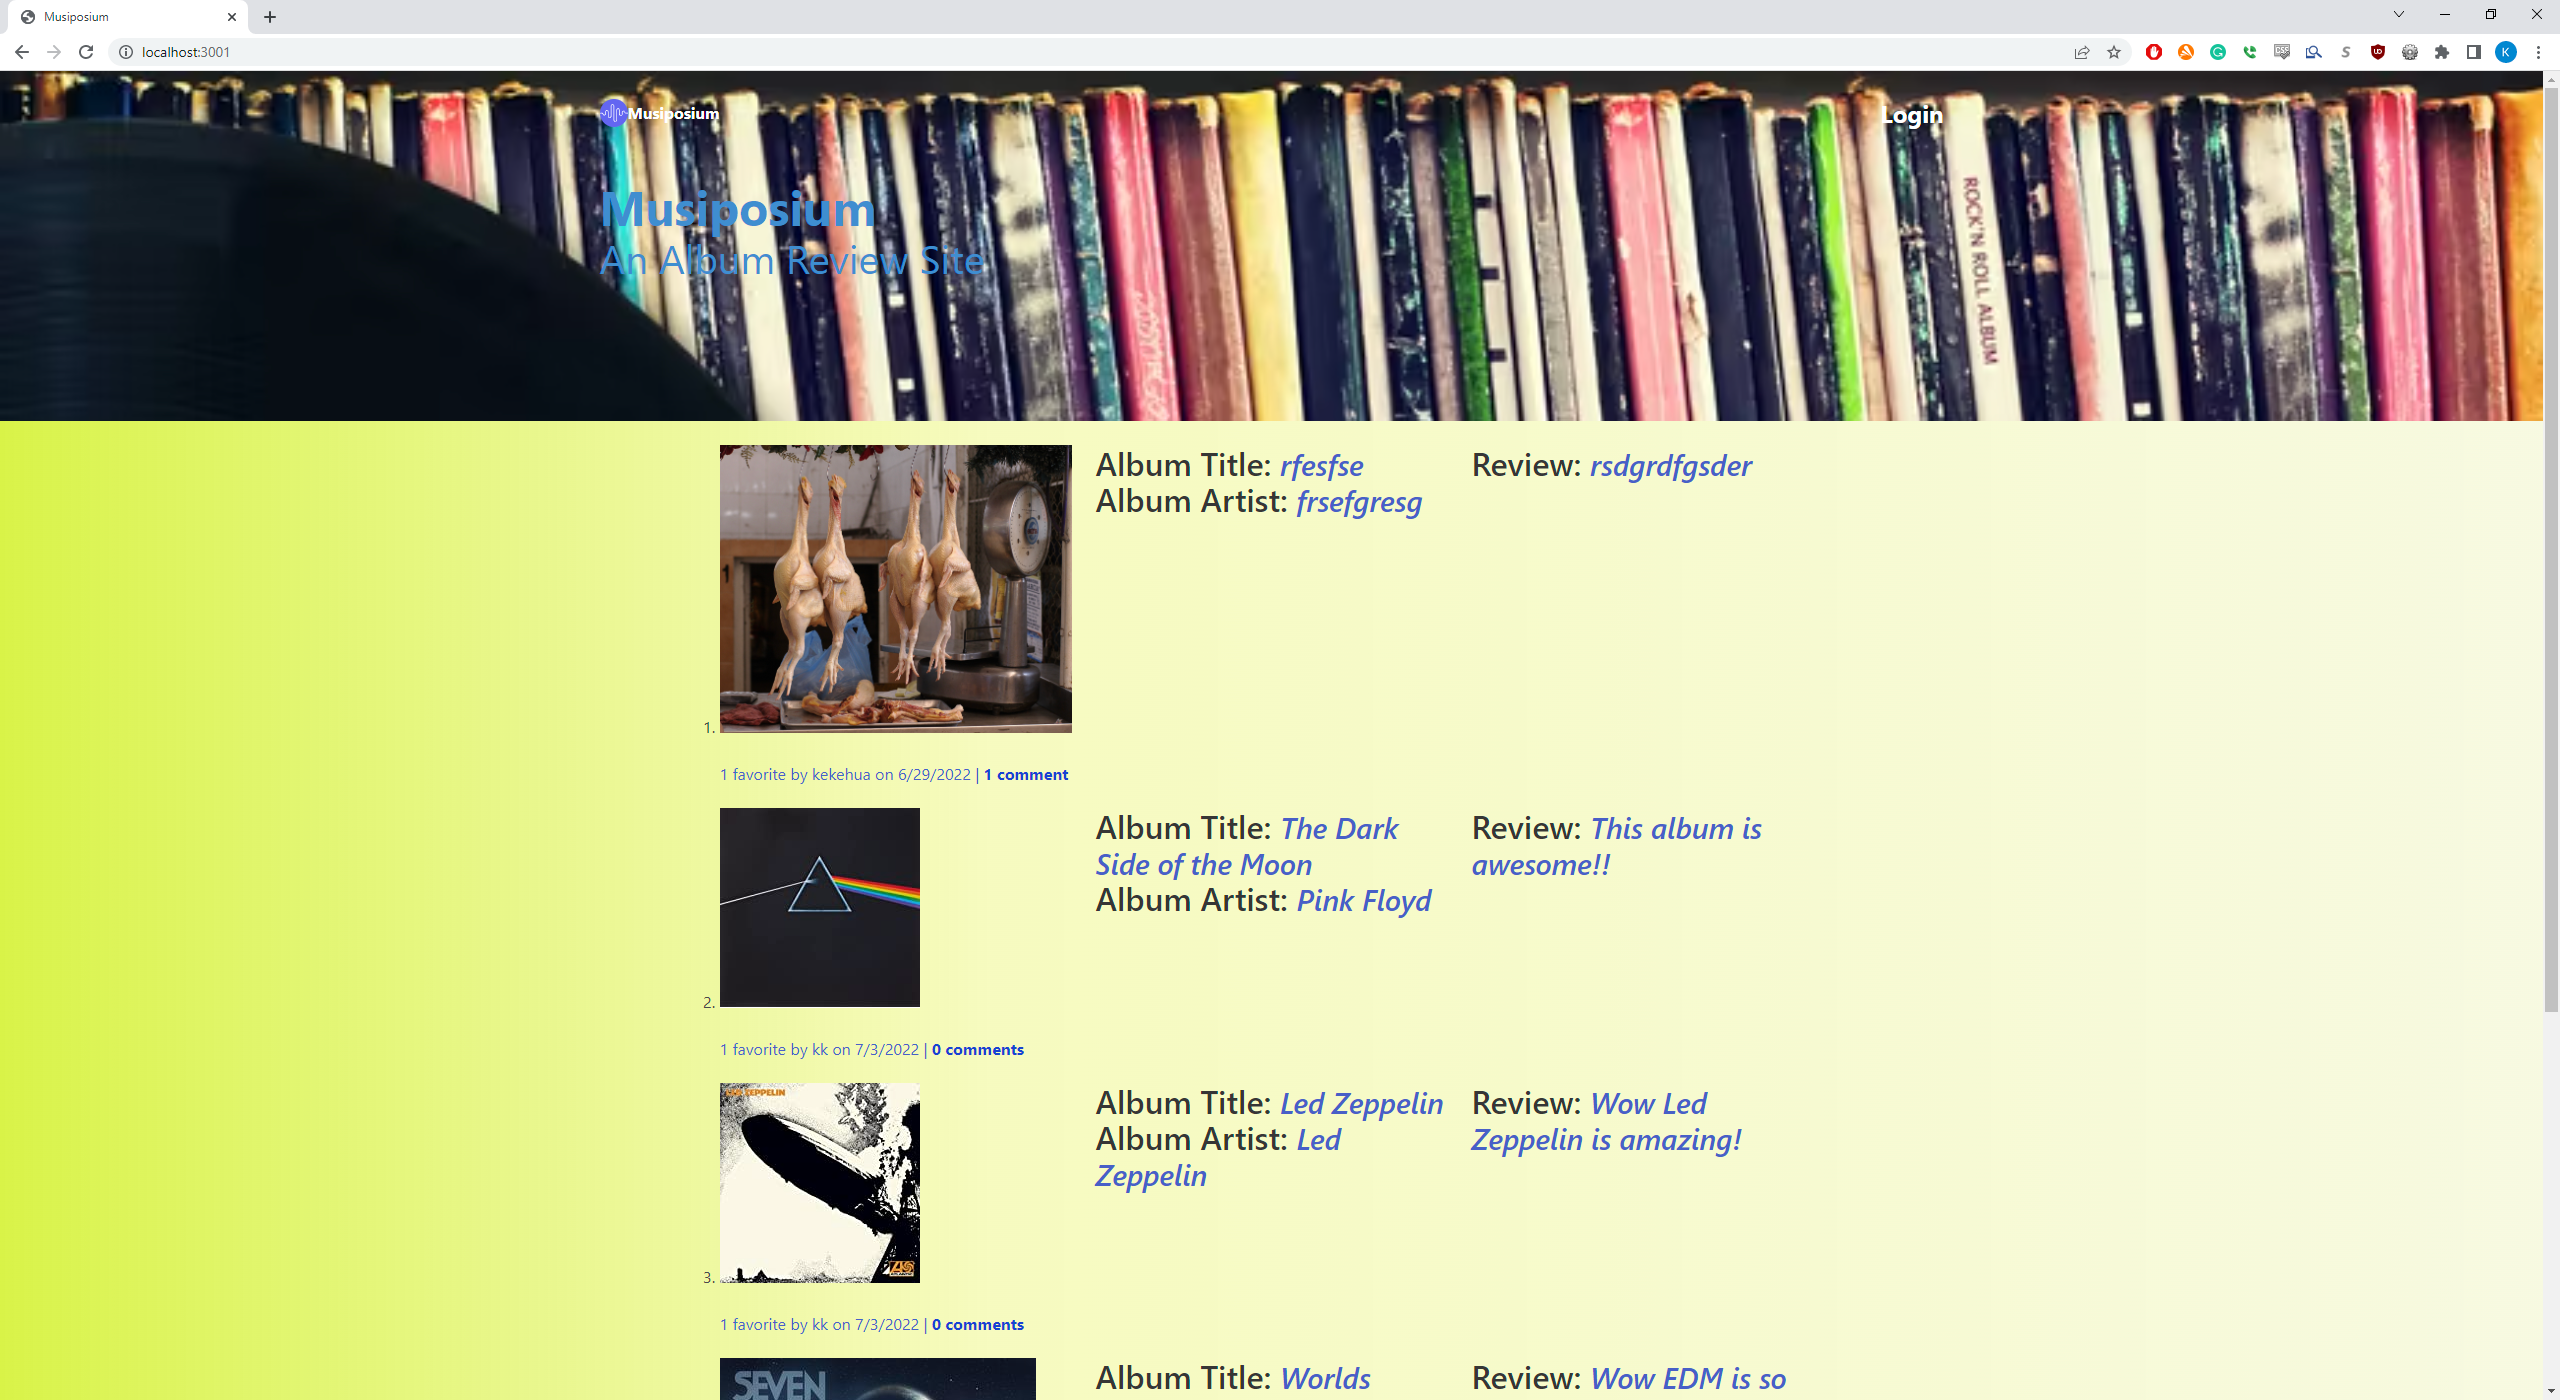 Musiposium
localhost:3001
Musiposium
Login
Musiposium
An Album Review Site
ROCK'N ROLL ALBUM
Album Title: rfesfse
Album Artist: frsefgresg
Review: rsdgrdfgsder
1.
1 favorite by kekehua on 6/29/2022 | 1 comment
Album Title: The Dark
Side of the Moon
Album Artist: Pink Floyd
Review: This album is
awesome!!
2.
1 favorite by kk on 7/3/2022 | 0 comments
LED ZEPPELIN
Album Title: Led Zeppelin
Album Artist: Led
Zeppelin
Review: Wow Led
Zeppelin is amazing!
3.
1 favorite by kk on 7/3/2022 | 0 comments
SEVEN
Album Title: Worlds
Review: Wow EDM is so